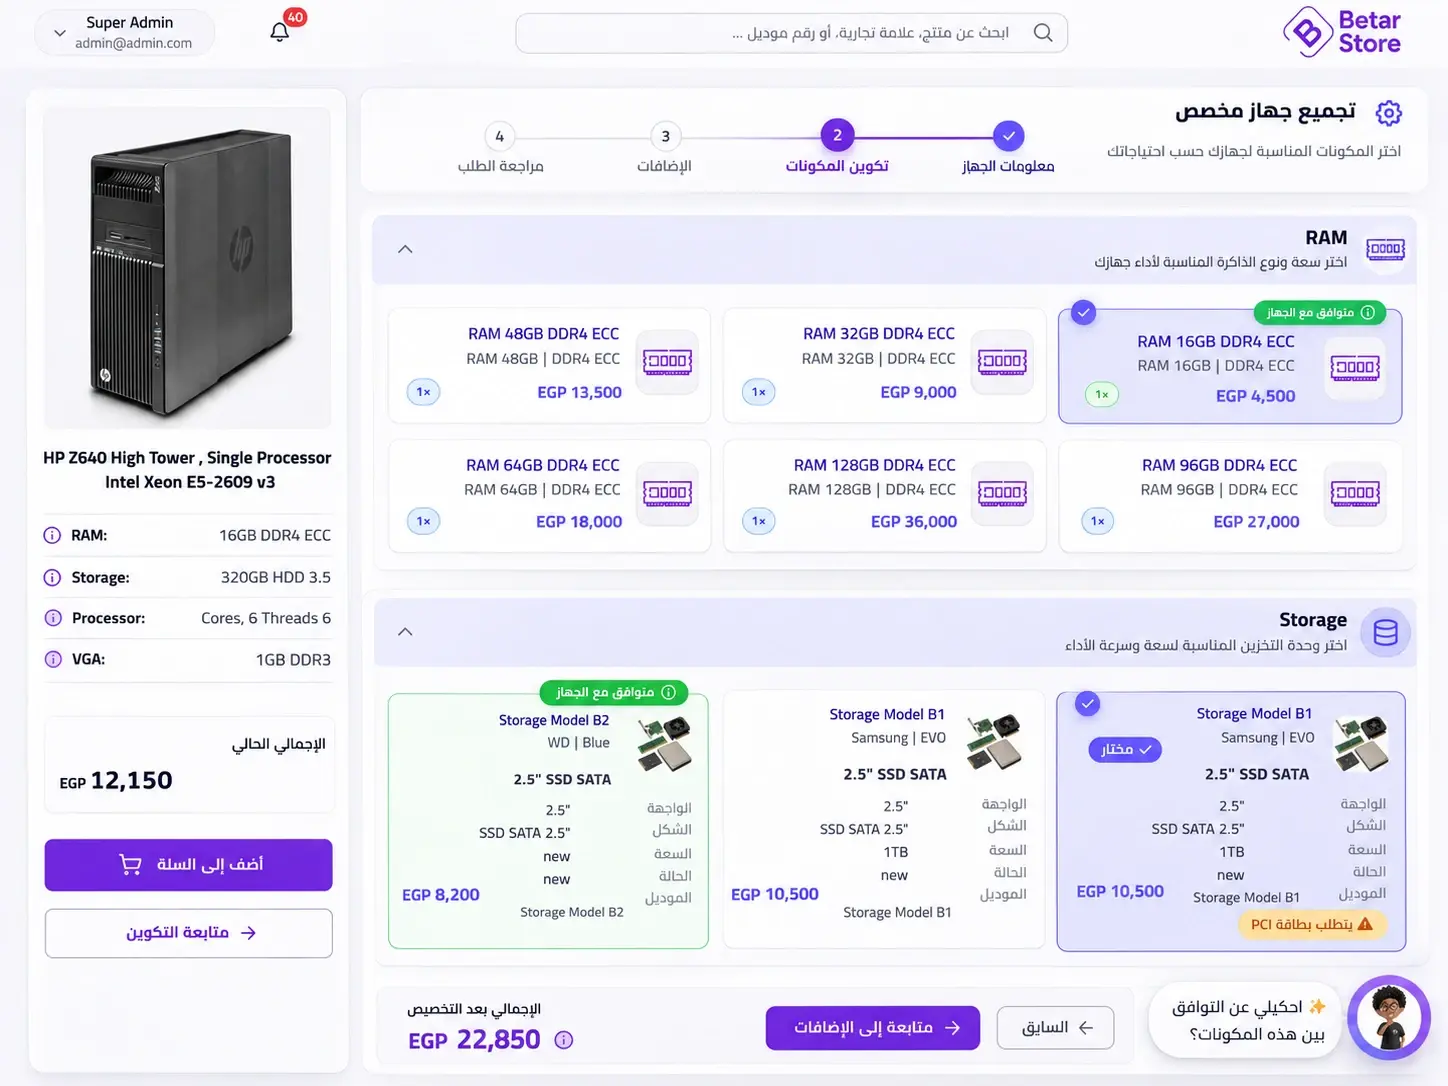 Betar
Store
ابحث عن منتج، علامة تجارية، أو رقم موديل ...
40
Super Admin
admin@admin.com
تجميع جهاز مخصص
اختر المكونات المناسبة لجهازك حسب احتياجاتك
معلومات الجهاز
2
تكوين المكونات
3
الإضافات
4
مراجعة الطلب
RAM
اختر سعة ونوع الذاكرة المناسبة لأداء جهازك
متوافق مع الجهاز
RAM 16GB DDR4 ECC
RAM 16GB | DDR4 ECC
EGP 4,500
1×
RAM 32GB DDR4 ECC
RAM 32GB | DDR4 ECC
EGP 9,000
1×
RAM 48GB DDR4 ECC
RAM 48GB | DDR4 ECC
EGP 13,500
1×
RAM 96GB DDR4 ECC
RAM 96GB | DDR4 ECC
EGP 27,000
1×
RAM 128GB DDR4 ECC
RAM 128GB | DDR4 ECC
EGP 36,000
1×
RAM 64GB DDR4 ECC
RAM 64GB | DDR4 ECC
EGP 18,000
1×
Storage
اختر وحدة التخزين المناسبة لسعة وسرعة الأداء
Storage Model B1
Samsung | EVO
مختار
2.5" SSD SATA
الواجهة 2.5"
الشكل SSD SATA 2.5"
السعة 1TB
الحالة new
الموديل Storage Model B1
EGP 10,500
يتطلب بطاقة PCI
Storage Model B1
Samsung | EVO
2.5" SSD SATA
الواجهة 2.5"
الشكل SSD SATA 2.5"
السعة 1TB
الحالة new
الموديل Storage Model B1
EGP 10,500
متوافق مع الجهاز
Storage Model B2
WD | Blue
2.5" SSD SATA
الواجهة 2.5"
الشكل SSD SATA 2.5"
السعة new
الحالة new
الموديل Storage Model B2
EGP 8,200
hp
HP Z640 High Tower , Single Processor
Intel Xeon E5-2609 v3
RAM: 16GB DDR4 ECC
Storage: 320GB HDD 3.5
Processor: Cores, 6 Threads 6
VGA: 1GB DDR3
الإجمالي الحالي
EGP 12,150
أضف إلى السلة
متابعة التكوين
الإجمالي بعد التخصيص
EGP 22,850
متابعة إلى الإضافات
السابق
احكيلي عن التوافق
بين هذه المكونات؟